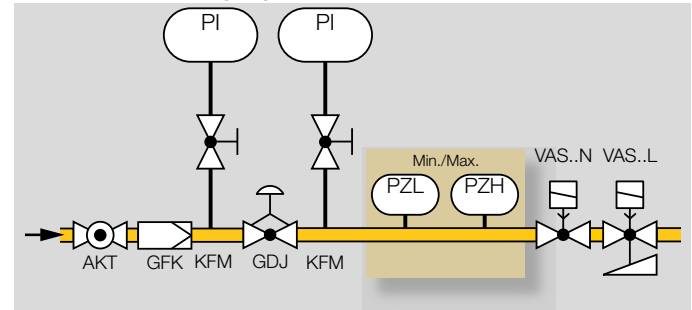 PI PI
Min./Max.
VAS..N VAS..L
PZL PZH
AKT GFK KFM GDJ KFM